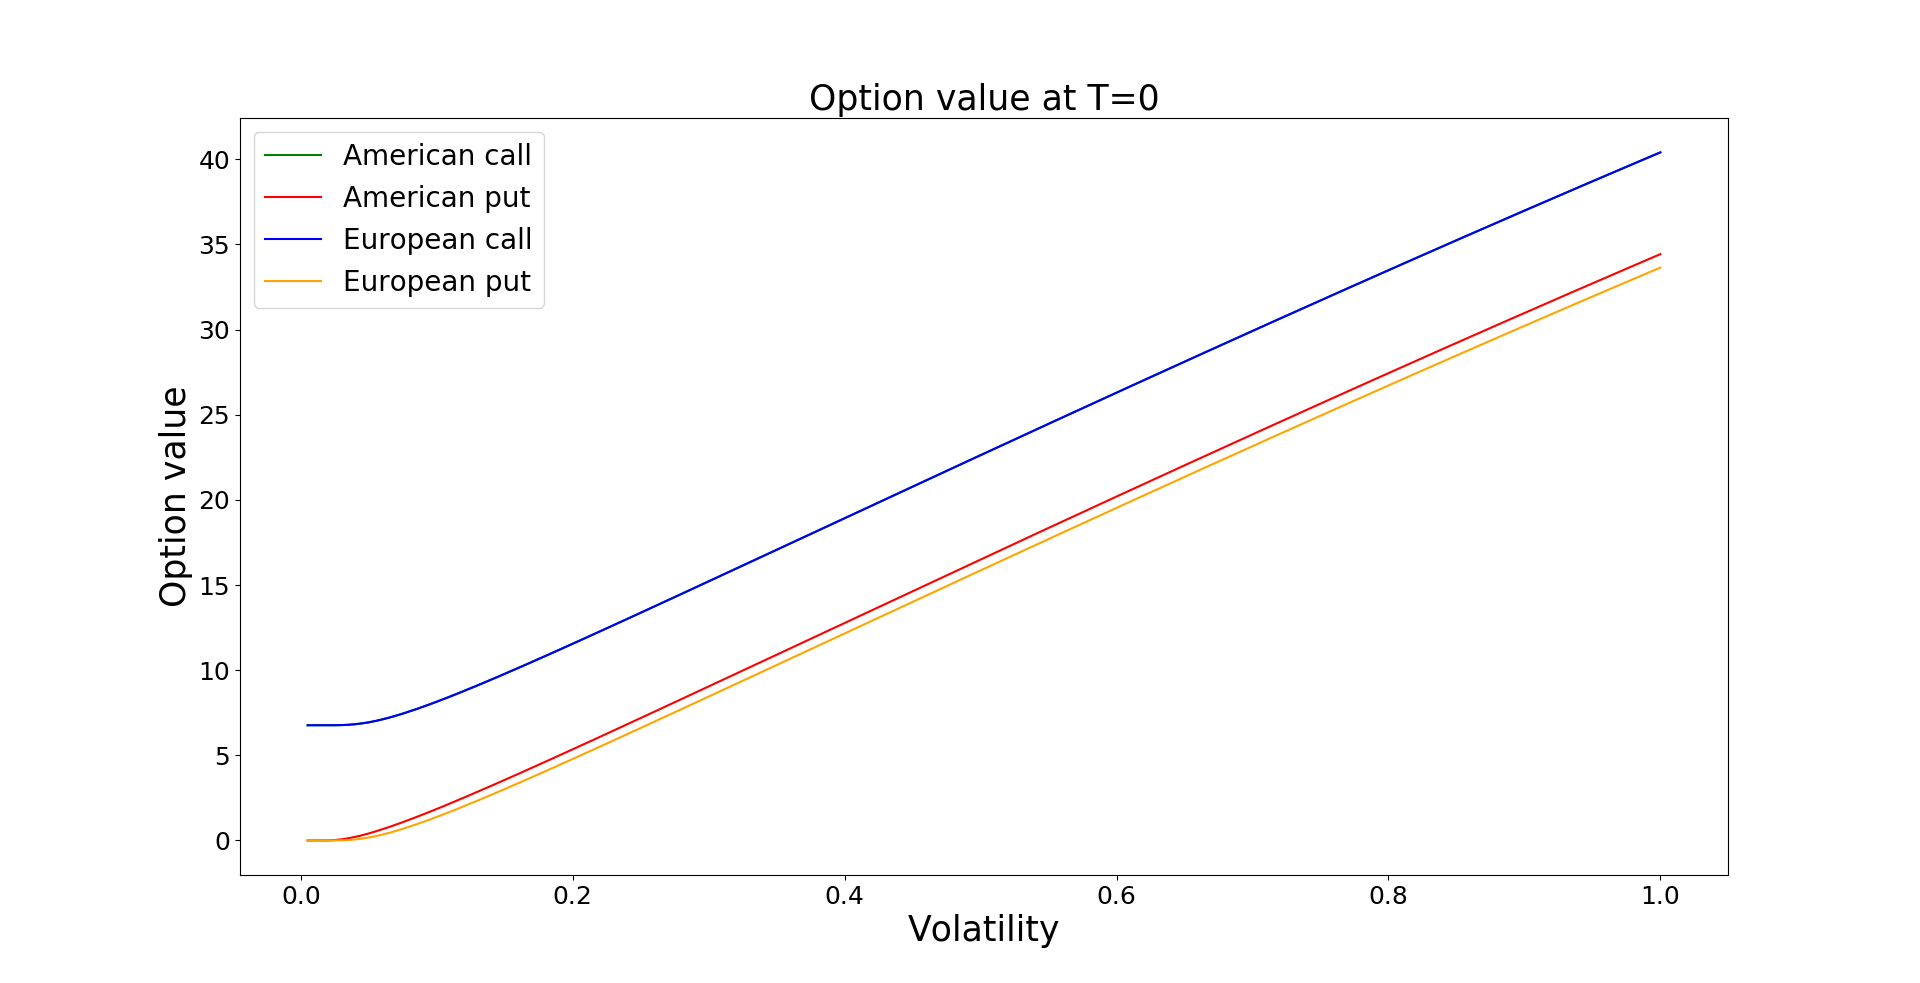 Option value at T=0
American call
American put
European call
European put
Option value
40
35
30
25
20
15
10
5
0
0.0 0.2 0.4 0.6 0.8 1.0
Volatility